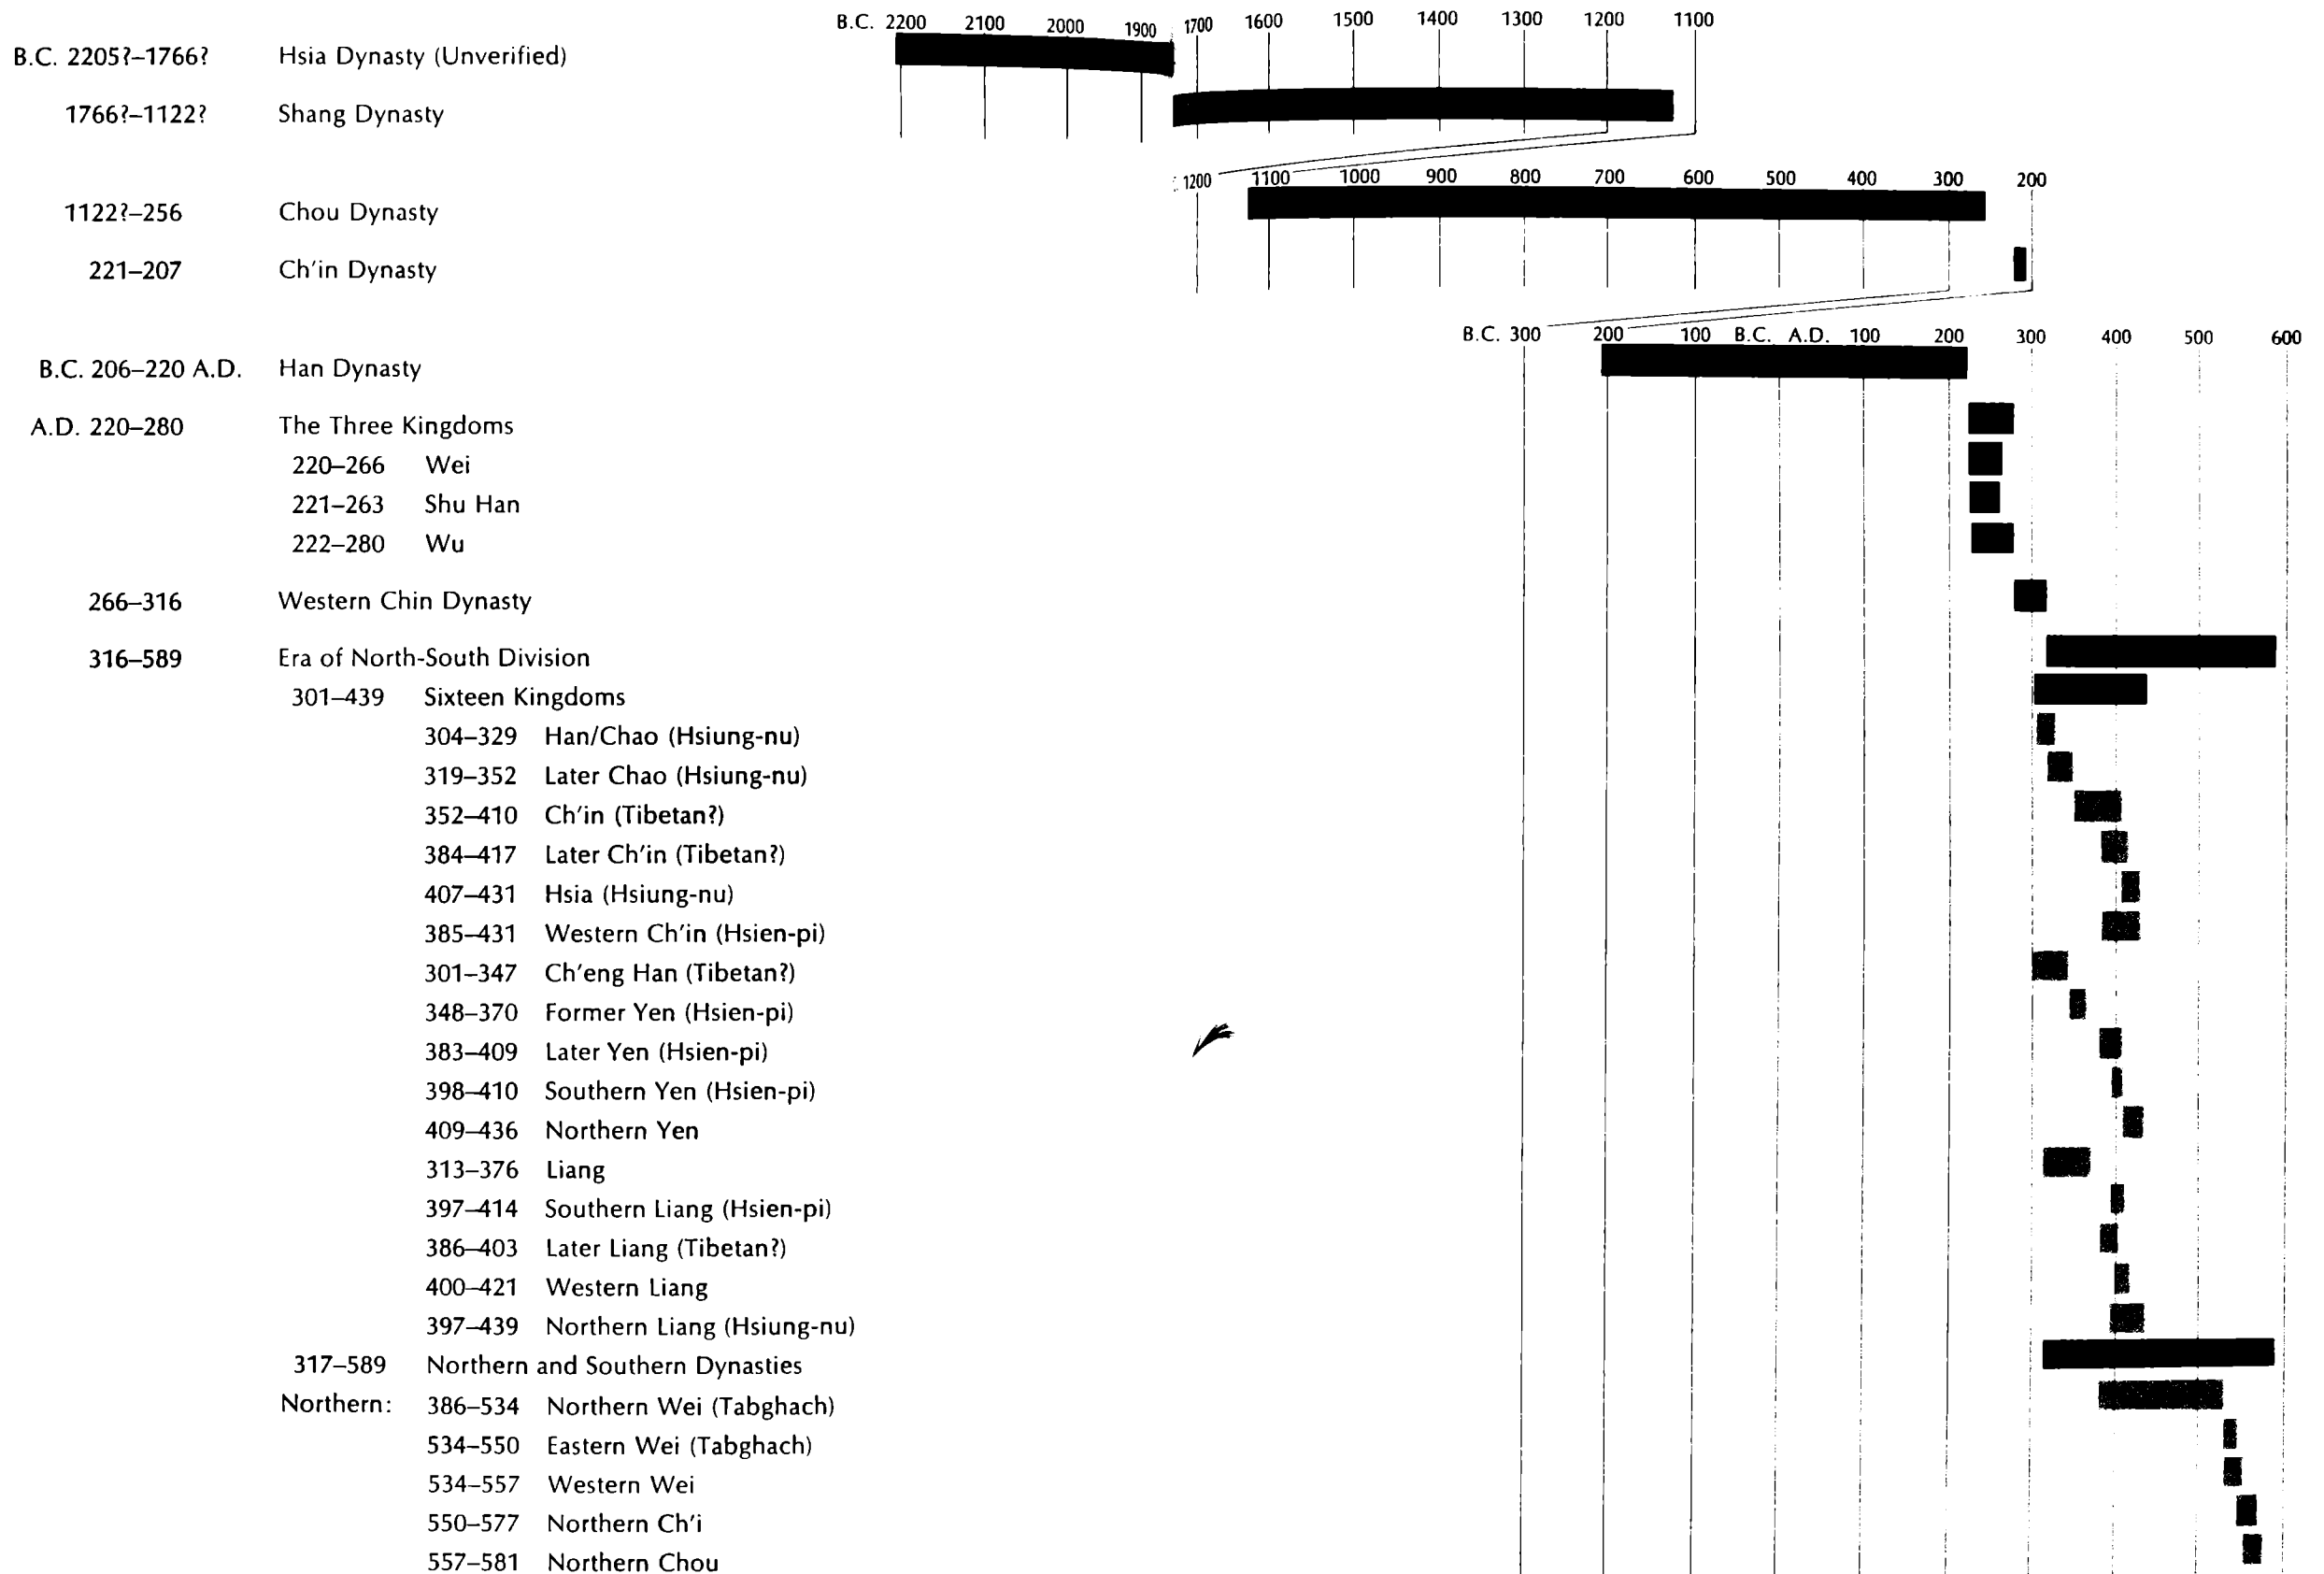 B.C. 2200 2100 2000 1900 1700 1600 1500 1400 1300 1200 1100
B.C. 2205?–1766? Hsia Dynasty (Unverified)
1766?–1122? Shang Dynasty
1200 1100 1000 900 800 700 600 500 400 300 200
1122?–256 Chou Dynasty
221–207 Ch'in Dynasty
B.C. 300 200 100 B.C. A.D. 100 200 300 400 500 600
B.C. 206–220 A.D. Han Dynasty
A.D. 220–280 The Three Kingdoms
220–266 Wei
221–263 Shu Han
222–280 Wu
266–316 Western Chin Dynasty
316–589 Era of North-South Division
301–439 Sixteen Kingdoms
304–329 Han/Chao (Hsiung-nu)
319–352 Later Chao (Hsiung-nu)
352–410 Ch'in (Tibetan?)
384–417 Later Ch'in (Tibetan?)
407–431 Hsia (Hsiung-nu)
385–431 Western Ch'in (Hsien-pi)
301–347 Ch'eng Han (Tibetan?)
348–370 Former Yen (Hsien-pi)
383–409 Later Yen (Hsien-pi)
398–410 Southern Yen (Hsien-pi)
409–436 Northern Yen
313–376 Liang
397–414 Southern Liang (Hsien-pi)
386–403 Later Liang (Tibetan?)
400–421 Western Liang
397–439 Northern Liang (Hsiung-nu)
317–589 Northern and Southern Dynasties
Northern: 386–534 Northern Wei (Tabghach)
534–550 Eastern Wei (Tabghach)
534–557 Western Wei
550–577 Northern Ch'i
557–581 Northern Chou